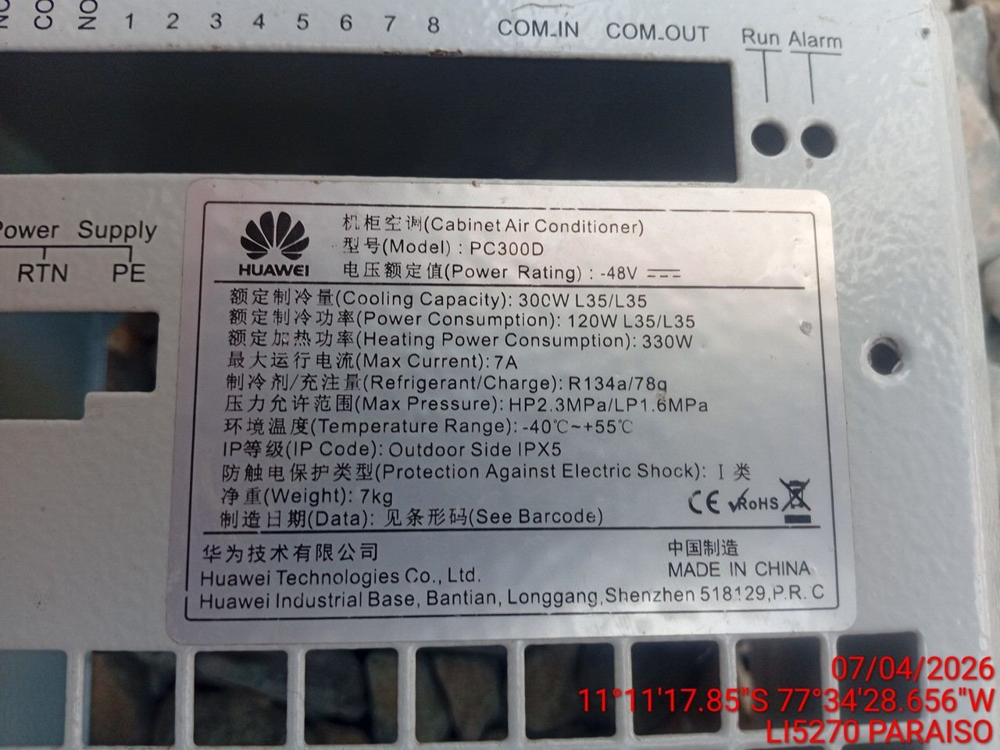 NC CO NO 1 2 3 4 5 6 7 8 COM_IN COM_OUT Run Alarm
Power Supply
RTN PE
HUAWEI
机柜空调(Cabinet Air Conditioner)
型号(Model) : PC300D
电压额定值(Power Rating) : -48V ⎓
额定制冷量(Cooling Capacity): 300W L35/L35
额定制冷功率(Power Consumption): 120W L35/L35
额定加热功率(Heating Power Consumption): 330W
最大运行电流(Max Current): 7A
制冷剂/充注量(Refrigerant/Charge): R134a/78g
压力允许范围(Max Pressure): HP2.3MPa/LP1.6MPa
环境温度(Temperature Range): -40℃~+55℃
IP等级(IP Code): Outdoor Side IPX5
防触电保护类型(Protection Against Electric Shock): I 类
净重(Weight): 7kg
CE RoHS
制造日期(Data): 见条形码(See Barcode)
华为技术有限公司
中国制造
Huawei Technologies Co., Ltd.
MADE IN CHINA
Huawei Industrial Base, Bantian, Longgang,Shenzhen 518129,P.R.C
07/04/2026
11°11'17.85"S 77°34'28.656"W
LI5270 PARAISO